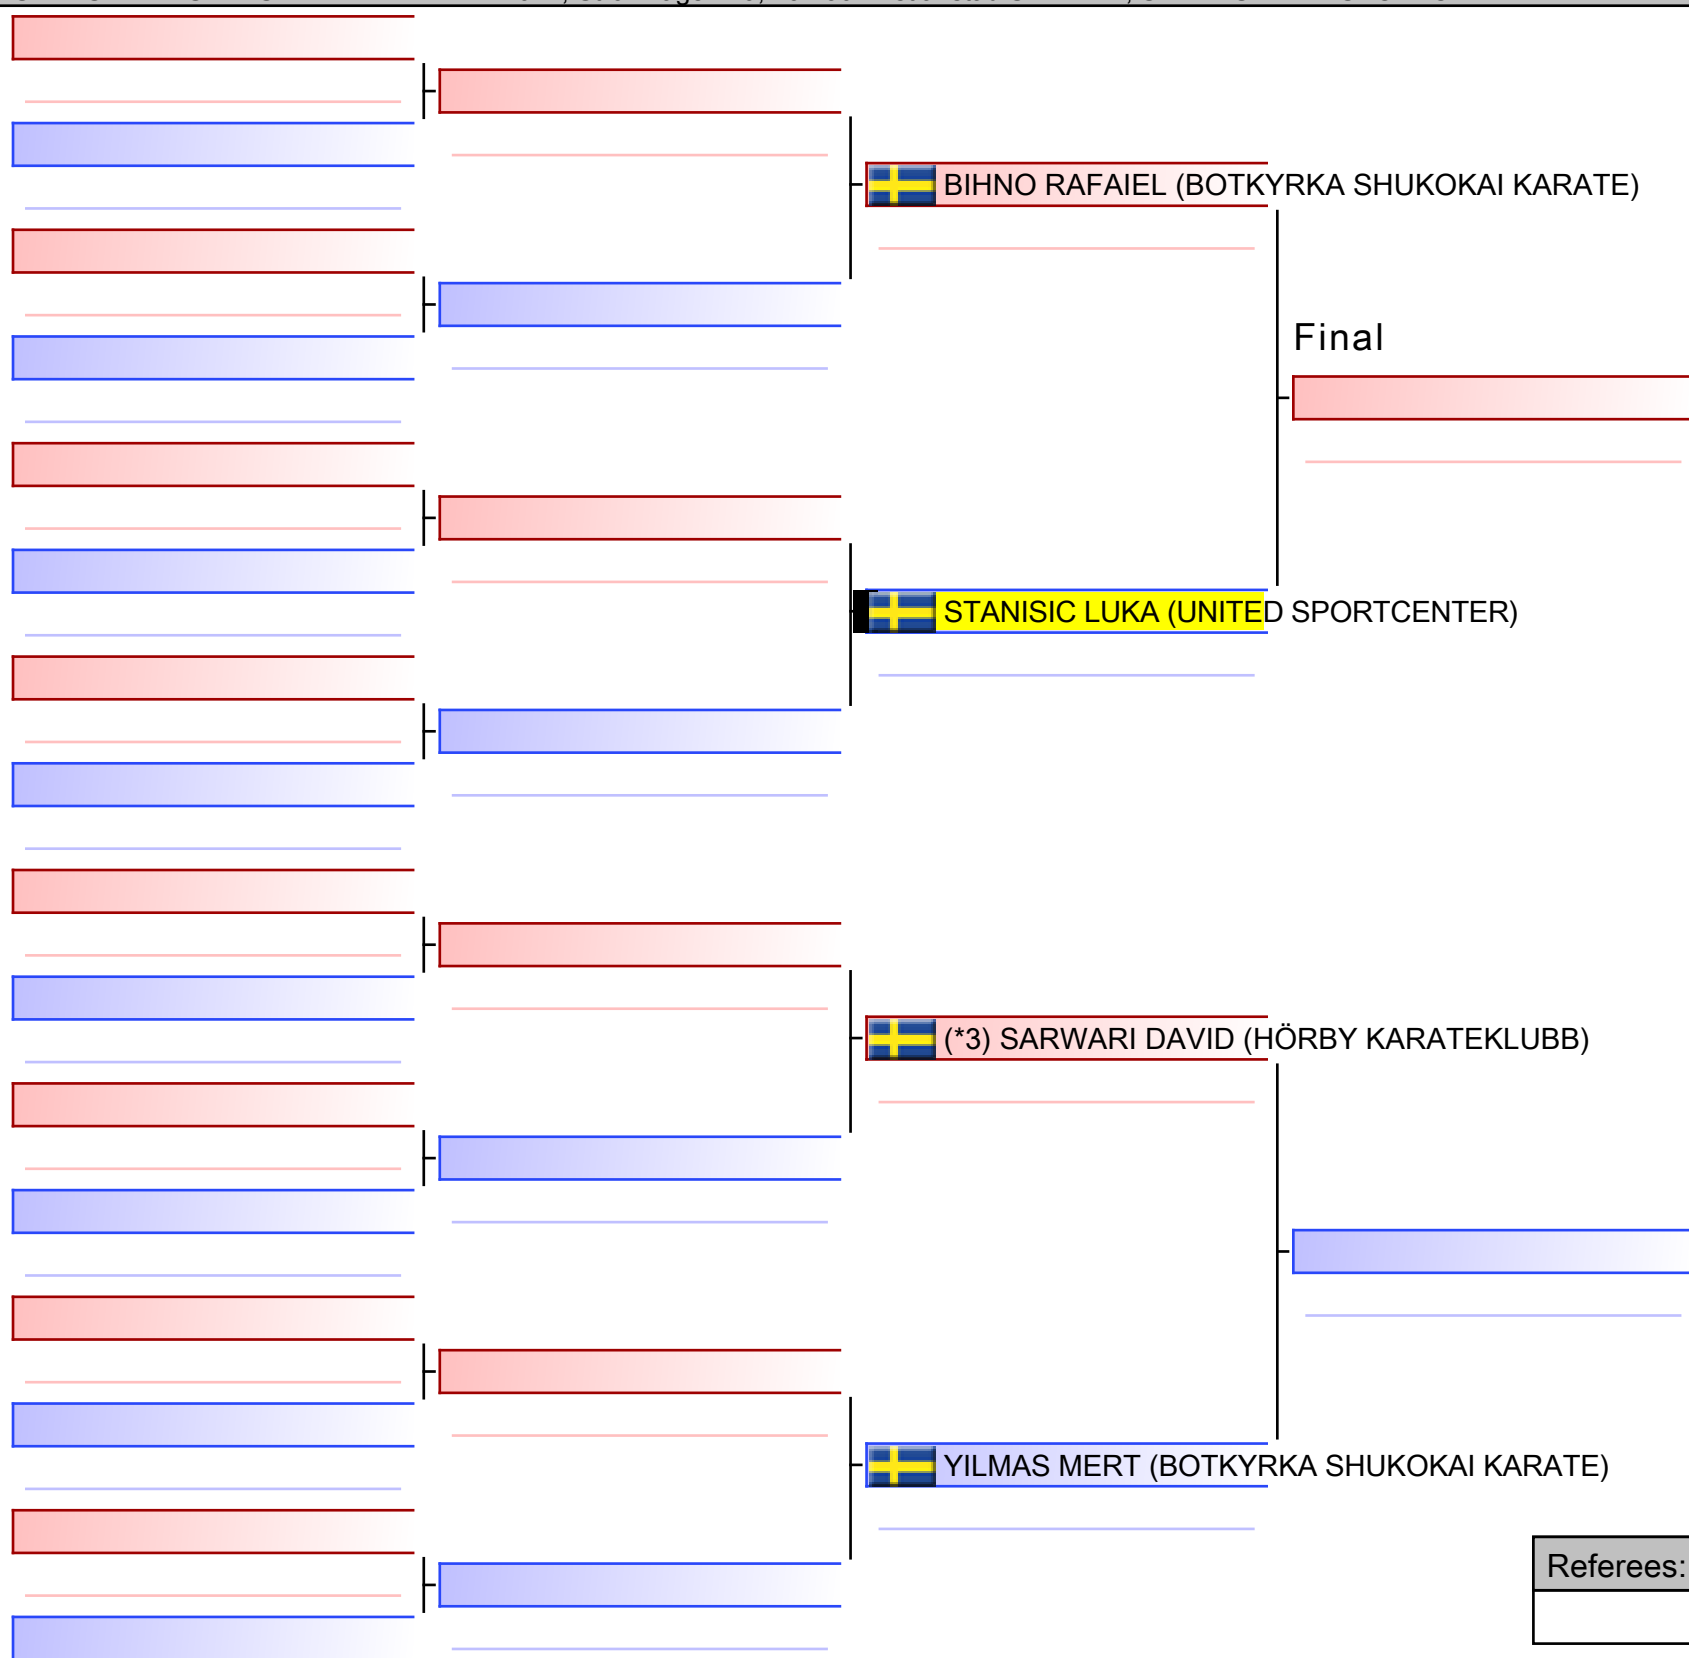 BIHNO RAFAIEL (BOTKYRKA SHUKOKAI KARATE)
Final
STANISIC LUKA (UNITED SPORTCENTER)
(*3) SARWARI DAVID (HÖRBY KARATEKLUBB)
YILMAS MERT (BOTKYRKA SHUKOKAI KARATE)
Referees: